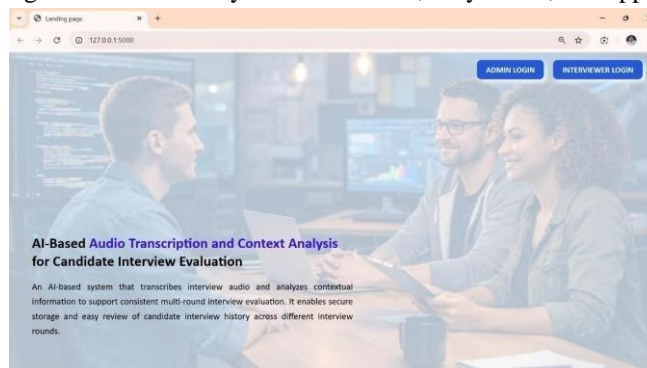 Landing page
127.0.0.1:5000
ADMIN LOGIN
INTERVIEWER LOGIN
AI-Based Audio Transcription and Context Analysis
for Candidate Interview Evaluation
An AI-based system that transcribes interview audio and analyzes contextual
information to support consistent multi-round interview evaluation. It enables secure
storage and easy review of candidate interview history across different interview
rounds.